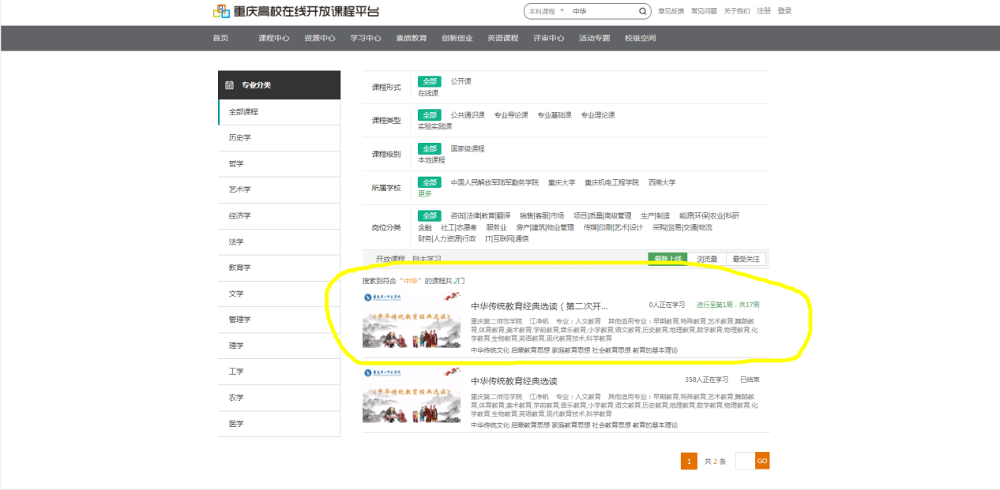 重庆高校在线开放课程平台
本科课程 中华 意见反馈 常见问题 关于我们 注册 登录
首页 课程中心 资源中心 学习中心 素质教育 创新创业 英语课程 评审中心 活动专题 校级空间
专业分类
全部课程
历史学
哲学
艺术学
经济学
法学
教育学
文学
管理学
理学
工学
农学
医学
课程形式 全部 公开课
在线课
课程类型 全部 公共通识课 专业导论课 专业基础课 专业理论课
实验实践课
课程级别 全部 国家级课程
本地课程
所属学校 全部 中国人民解放军陆军勤务学院 重庆大学 重庆机电工程学院 西南大学
更多
岗位分类 全部 咨询|法律|教育|翻译 销售|客服|市场 项目|质量|高级管理 生产|制造 能源|环保|农业|科研
金融 社工|志愿者 服务业 房产|建筑|物业管理 传媒|印刷|艺术|设计 采购|贸易|交通|物流
财务|人力资源|行政 IT|互联网|通信
开放课程 自主学习 最新上线 浏览量 最受关注
搜索到符合“中华”的课程共 2门
《中华传统教育经典选读》
中华传统教育经典选读（第二次开... 0人正在学习 进行至第1周，共17周
重庆第二师范学院 江净帆 专业：人文教育 其他适用专业：早期教育,特殊教育,艺术教育,舞蹈教
育,体育教育,美术教育,学前教育,音乐教育,小学教育,语文教育,历史教育,地理教育,数学教育,物理教育,化
学教育,生物教育,英语教育,现代教育技术,科学教育
中华传统文化 启蒙教育思想 家庭教育思想 社会教育思想 教育的基本理论
《中华传统教育经典选读》
中华传统教育经典选读 358人正在学习 已结束
重庆第二师范学院 江净帆 专业：人文教育 其他适用专业：早期教育,特殊教育,艺术教育,舞蹈教
育,体育教育,美术教育,学前教育,音乐教育,小学教育,语文教育,历史教育,地理教育,数学教育,物理教育,化
学教育,生物教育,英语教育,现代教育技术,科学教育
中华传统文化 启蒙教育思想 家庭教育思想 社会教育思想 教育的基本理论
1 共 2 条 GO